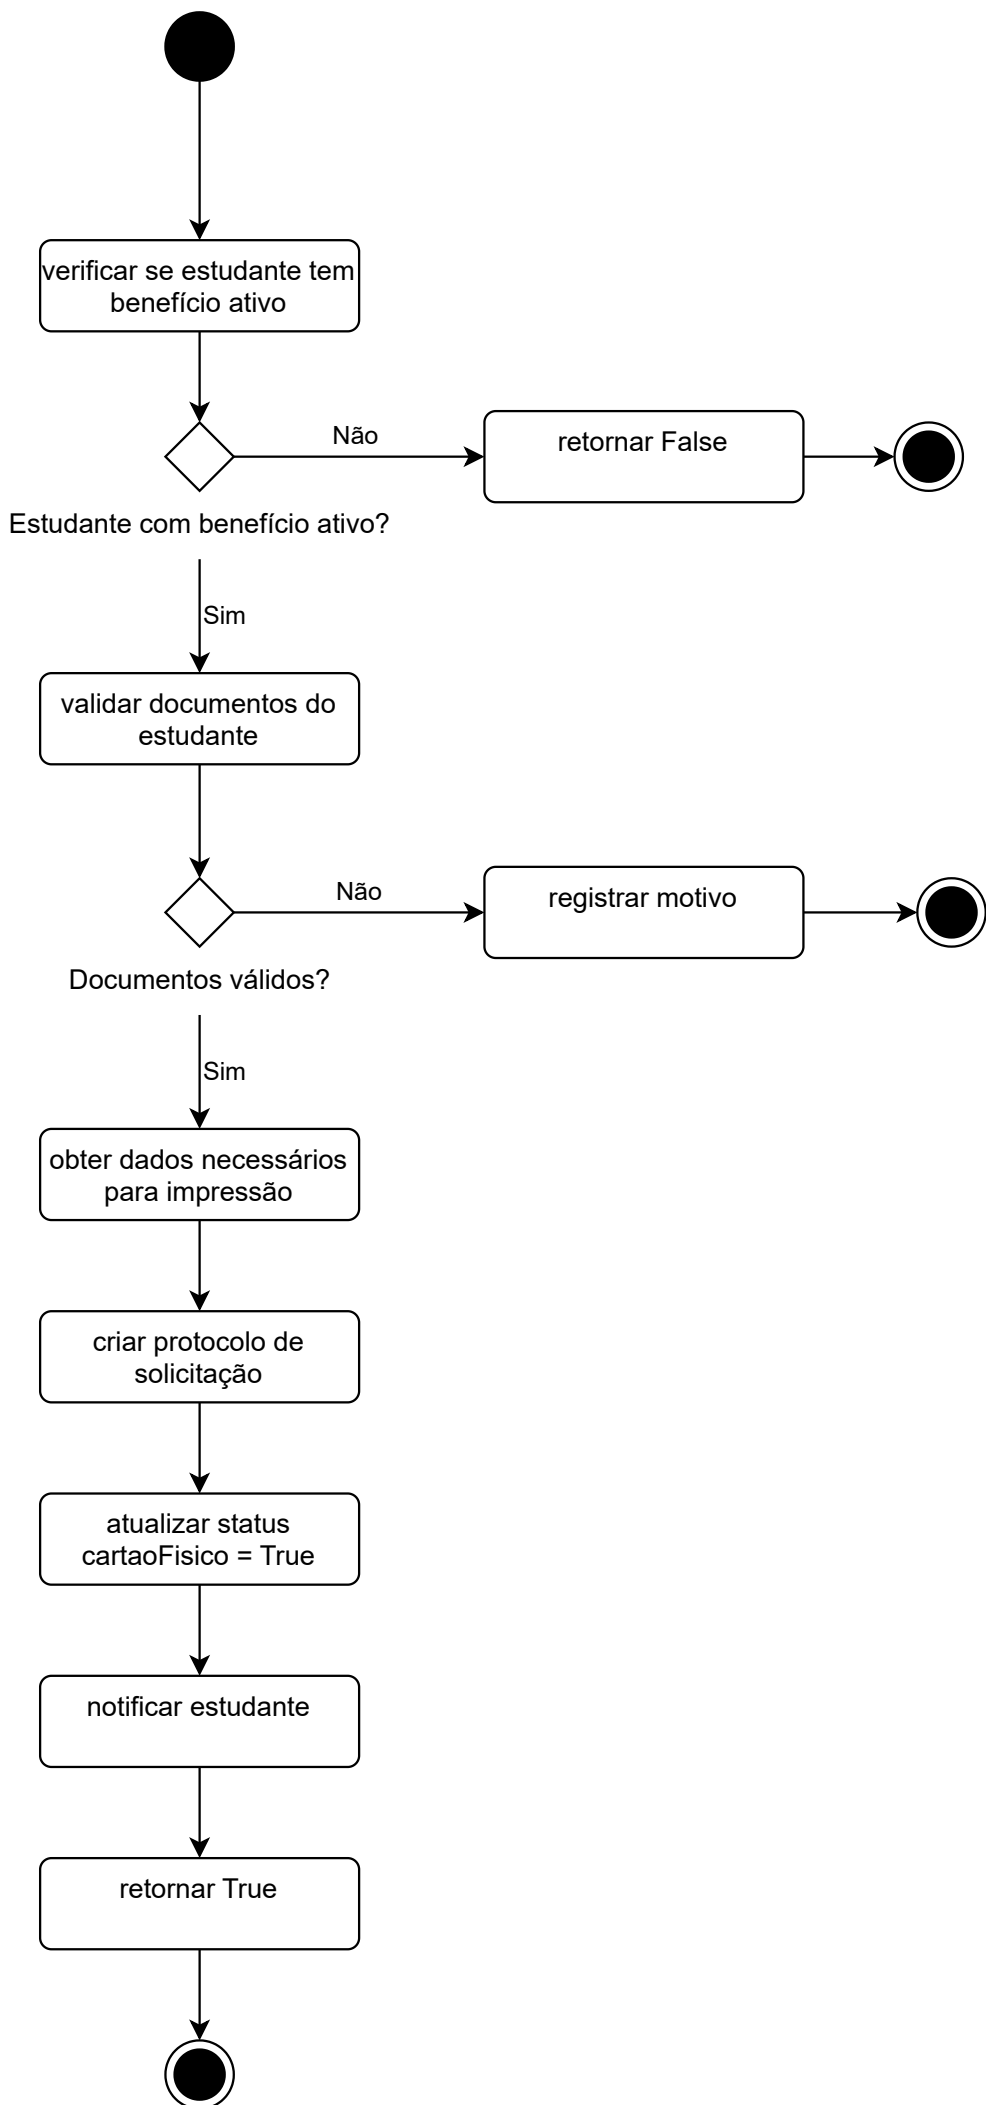 verificar se estudante tem
benefício ativo
Não
retornar False
Estudante com benefício ativo?
Sim
validar documentos do
estudante
Não
registrar motivo
Documentos válidos?
Sim
obter dados necessários
para impressão
criar protocolo de
solicitação
atualizar status
cartaoFisico = True
notificar estudante
retornar True